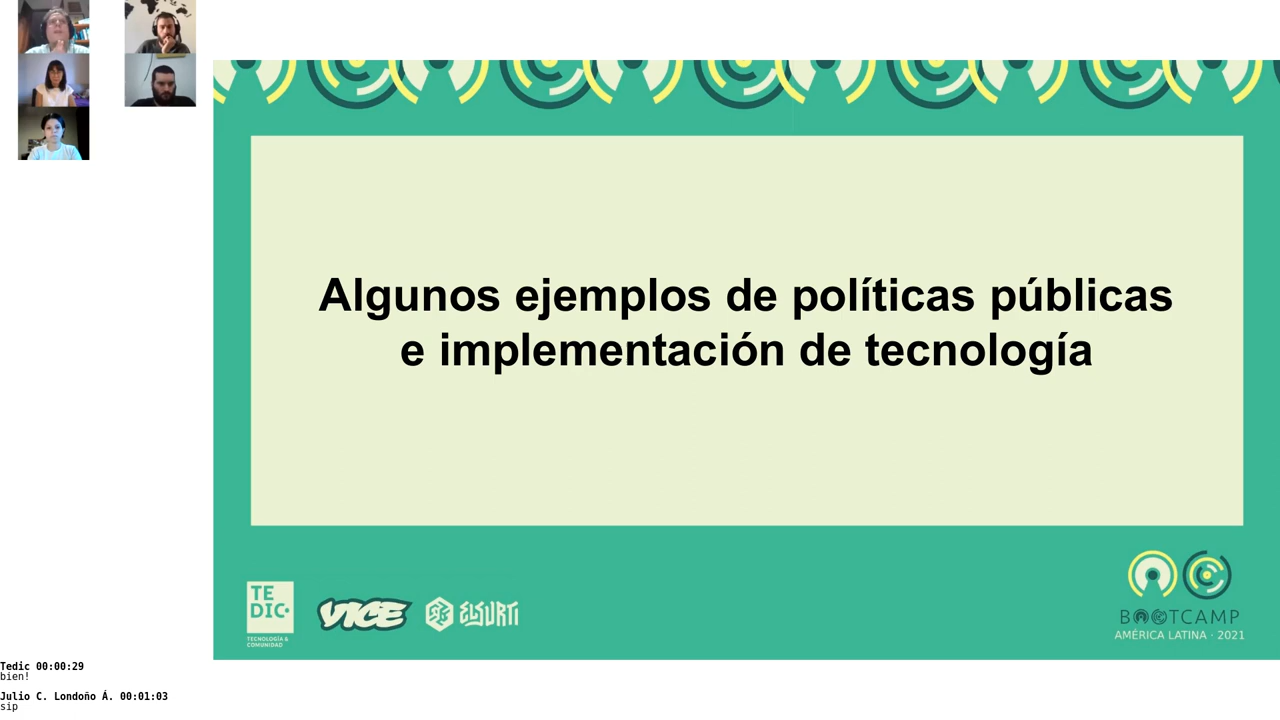 Algunos ejemplos de políticas públicas
e implementación de tecnología
TE
DIC
TECNOLOGÍA &
COMUNIDAD
VICE
ELSURTI
BOOTCAMP
AMÉRICA LATINA · 2021
Tedic 00:00:29
bien!
Julio C. Londoño Á. 00:01:03
sip